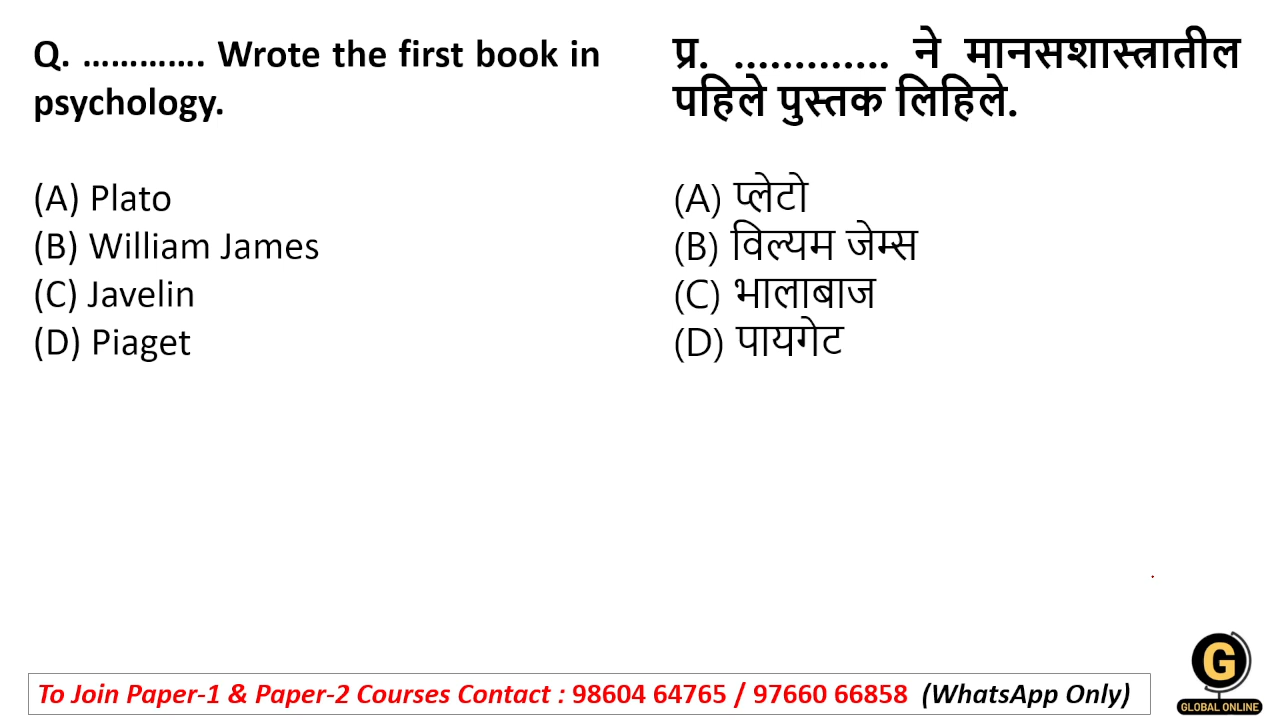 Q. …………. Wrote the first book in
psychology.
(A) Plato
(B) William James
(C) Javelin
(D) Piaget
प्र. ............. ने मानसशास्त्रातील
पहिले पुस्तक लिहिले.
(A) प्लेटो
(B) विल्यम जेम्स
(C) भालाबाज
(D) पायगेट
To Join Paper-1 & Paper-2 Courses Contact : 98604 64765 / 97660 66858 (WhatsApp Only)
G
GLOBAL ONLINE